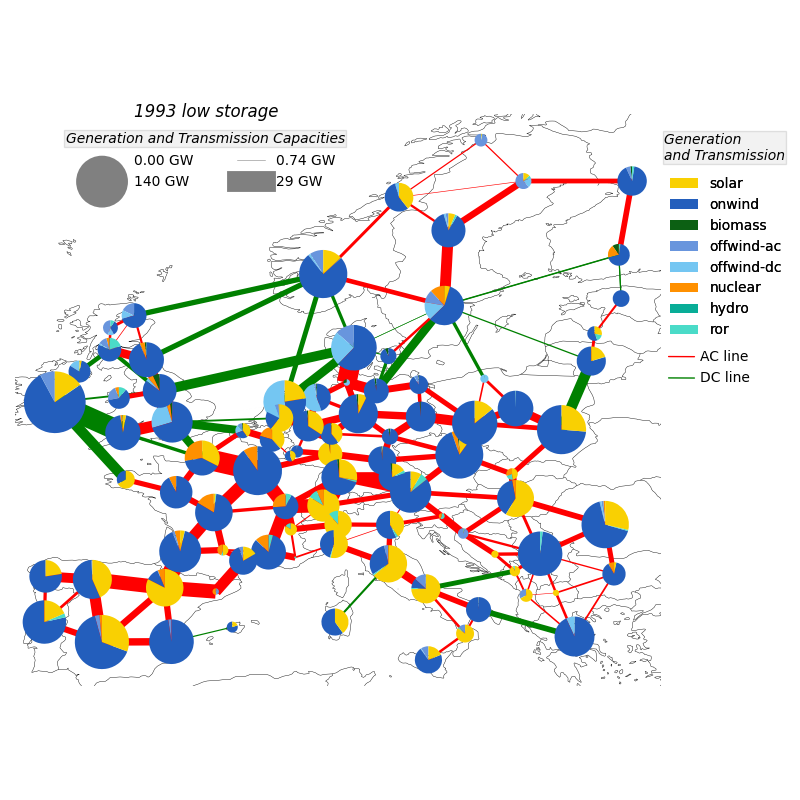 1993 low storage
Generation and Transmission Capacities
0.00 GW 0.74 GW
140 GW 29 GW
Generation
and Transmission
solar
onwind
biomass
offwind-ac
offwind-dc
nuclear
hydro
ror
AC line
DC line